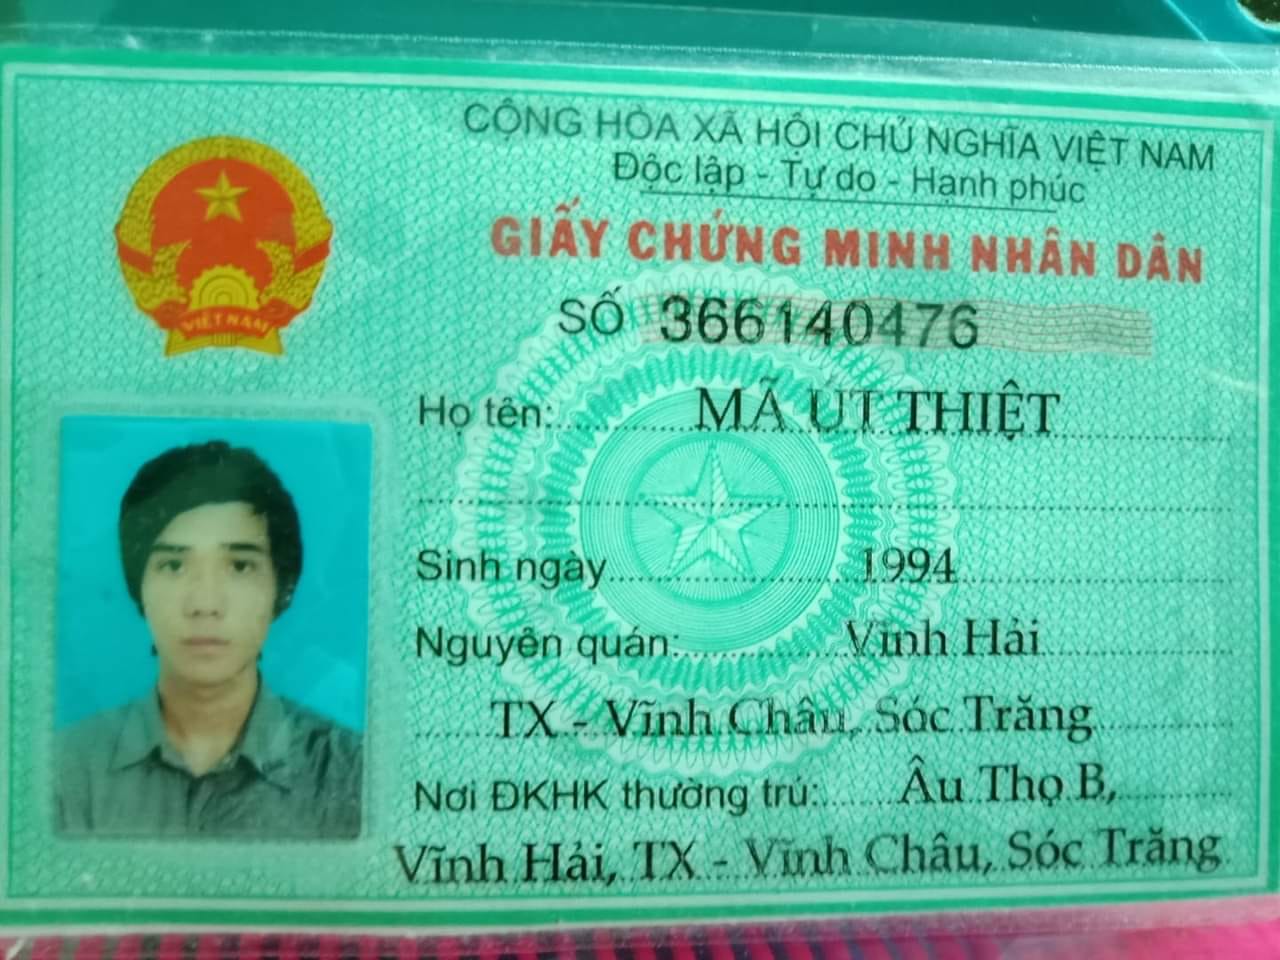 CỘNG HÒA XÃ HỘI CHỦ NGHĨA VIỆT NAM
Độc lập - Tự do - Hạnh phúc
GIẤY CHỨNG MINH NHÂN DÂN
SỐ 366140476
VIỆT NAM
Họ tên: MÃ ÚT THIỆT
Sinh ngày 1994
Nguyên quán: Vĩnh Hải
TX - Vĩnh Châu, Sóc Trăng
Nơi ĐKHK thường trú: Âu Thọ B,
Vĩnh Hải, TX - Vĩnh Châu, Sóc Trăng